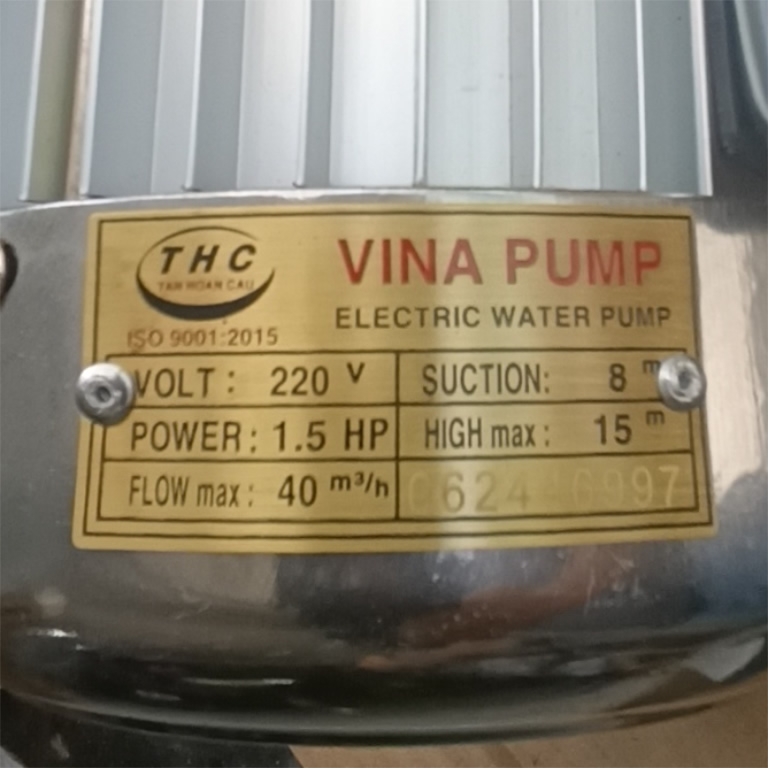 THC
TAN HOAN CAU
ISO 9001:2015
VINA PUMP
ELECTRIC WATER PUMP
VOLT: 220 V
SUCTION: 8 m
POWER: 1.5 HP
HIGH max: 15 m
FLOW max: 40 m³/h